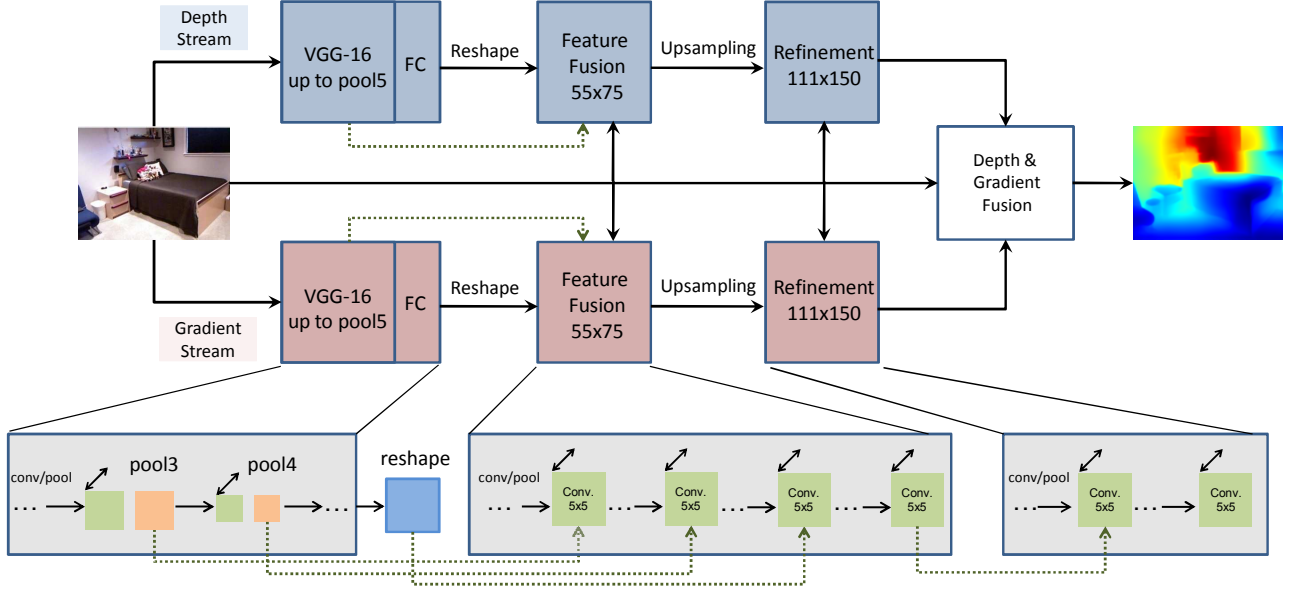 Depth
Stream
VGG-16
up to pool5
FC
Reshape
Feature
Fusion
55x75
Upsampling
Refinement
111x150
Depth &
Gradient
Fusion
VGG-16
up to pool5
FC
Reshape
Feature
Fusion
55x75
Upsampling
Refinement
111x150
Gradient
Stream
conv/pool
pool3
pool4
...
...
reshape
conv/pool
...
Conv.
5x5
...
Conv.
5x5
...
Conv.
5x5
...
Conv.
5x5
conv/pool
...
Conv.
5x5
...
Conv.
5x5